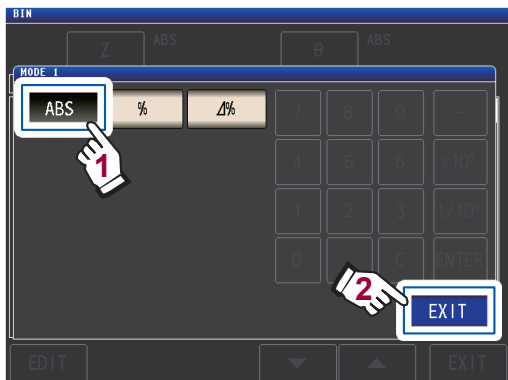 BIN
Z ABS θ ABS
MODE 1
ABS % Δ% 7 8 9 −
1
4 5 6 x10³
1 2 3 1/10³
0 C ENTER
2
EXIT
EDIT ▼ ▲ EXIT